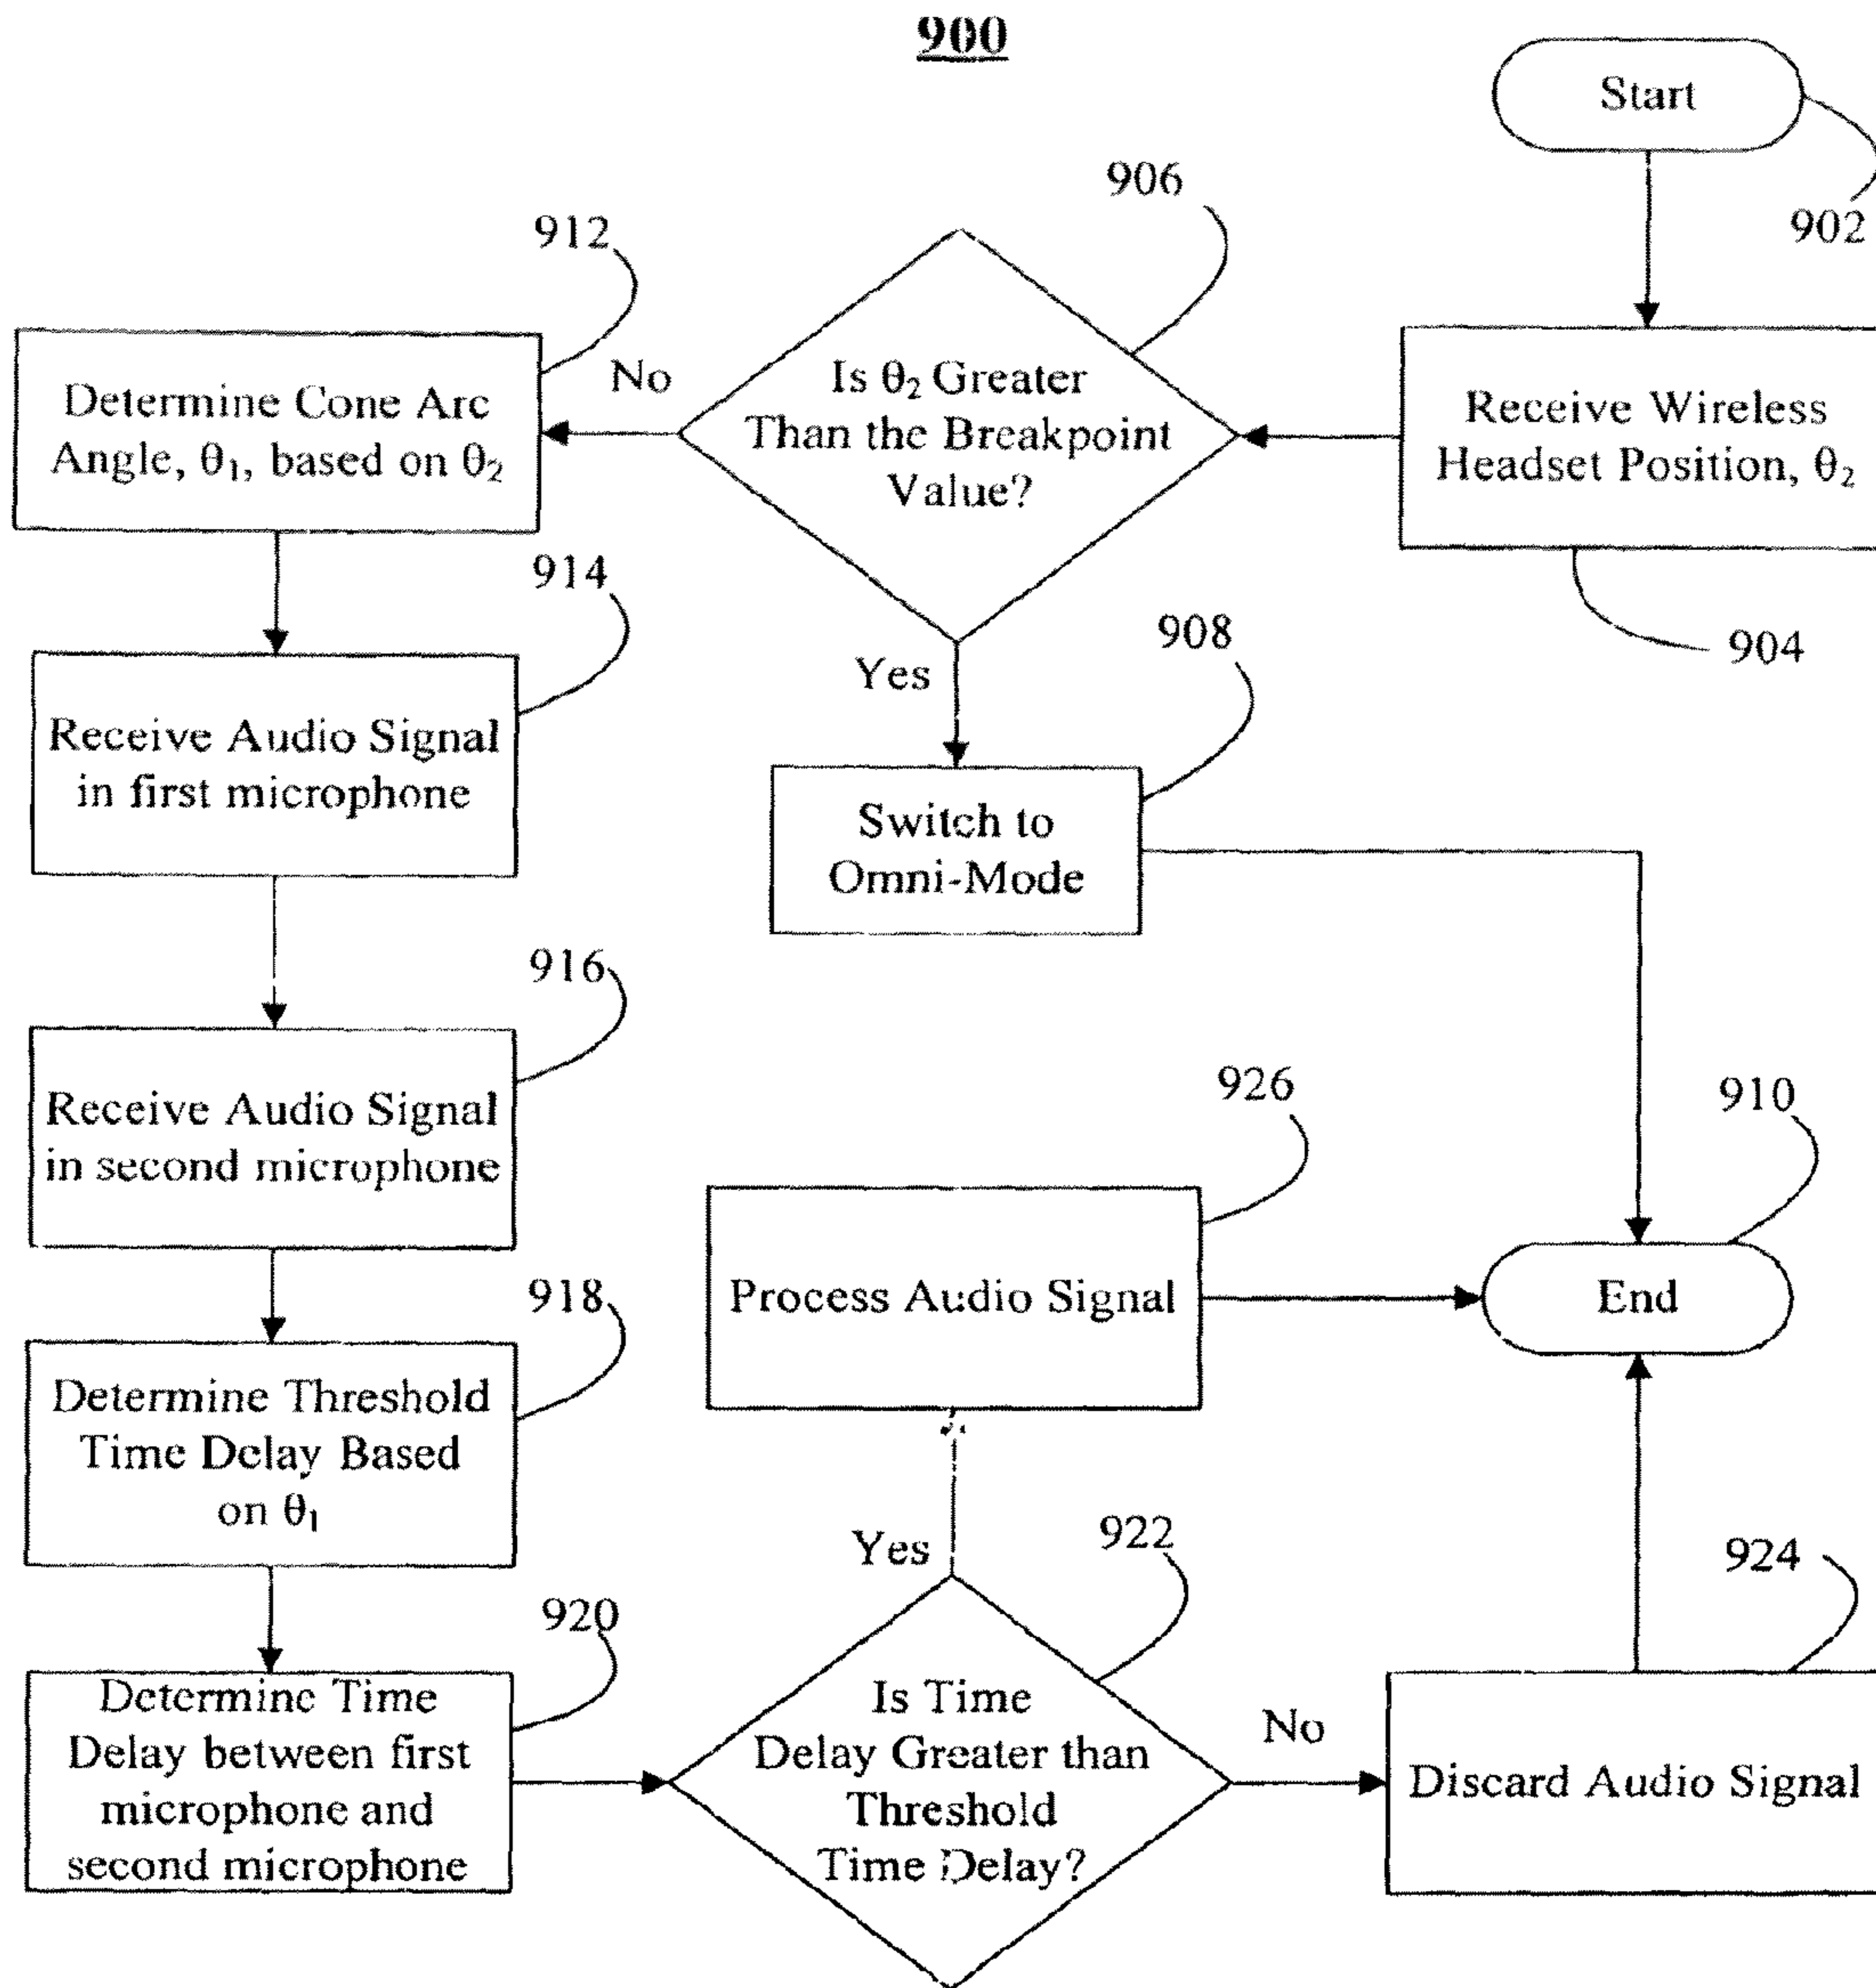 900
Start
902
Receive Wireless
Headset Position, θ₂
904
906
Is θ₂ Greater
Than the Breakpoint
Value?
No
Yes
908
Switch to
Omni-Mode
912
Determine Cone Arc
Angle, θ₁, based on θ₂
914
Receive Audio Signal
in first microphone
916
Receive Audio Signal
in second microphone
918
Determine Threshold
Time Delay Based
on θ₁
920
Determine Time
Delay between first
microphone and
second microphone
922
Is Time
Delay Greater than
Threshold
Time Delay?
Yes
No
926
Process Audio Signal
924
Discard Audio Signal
910
End